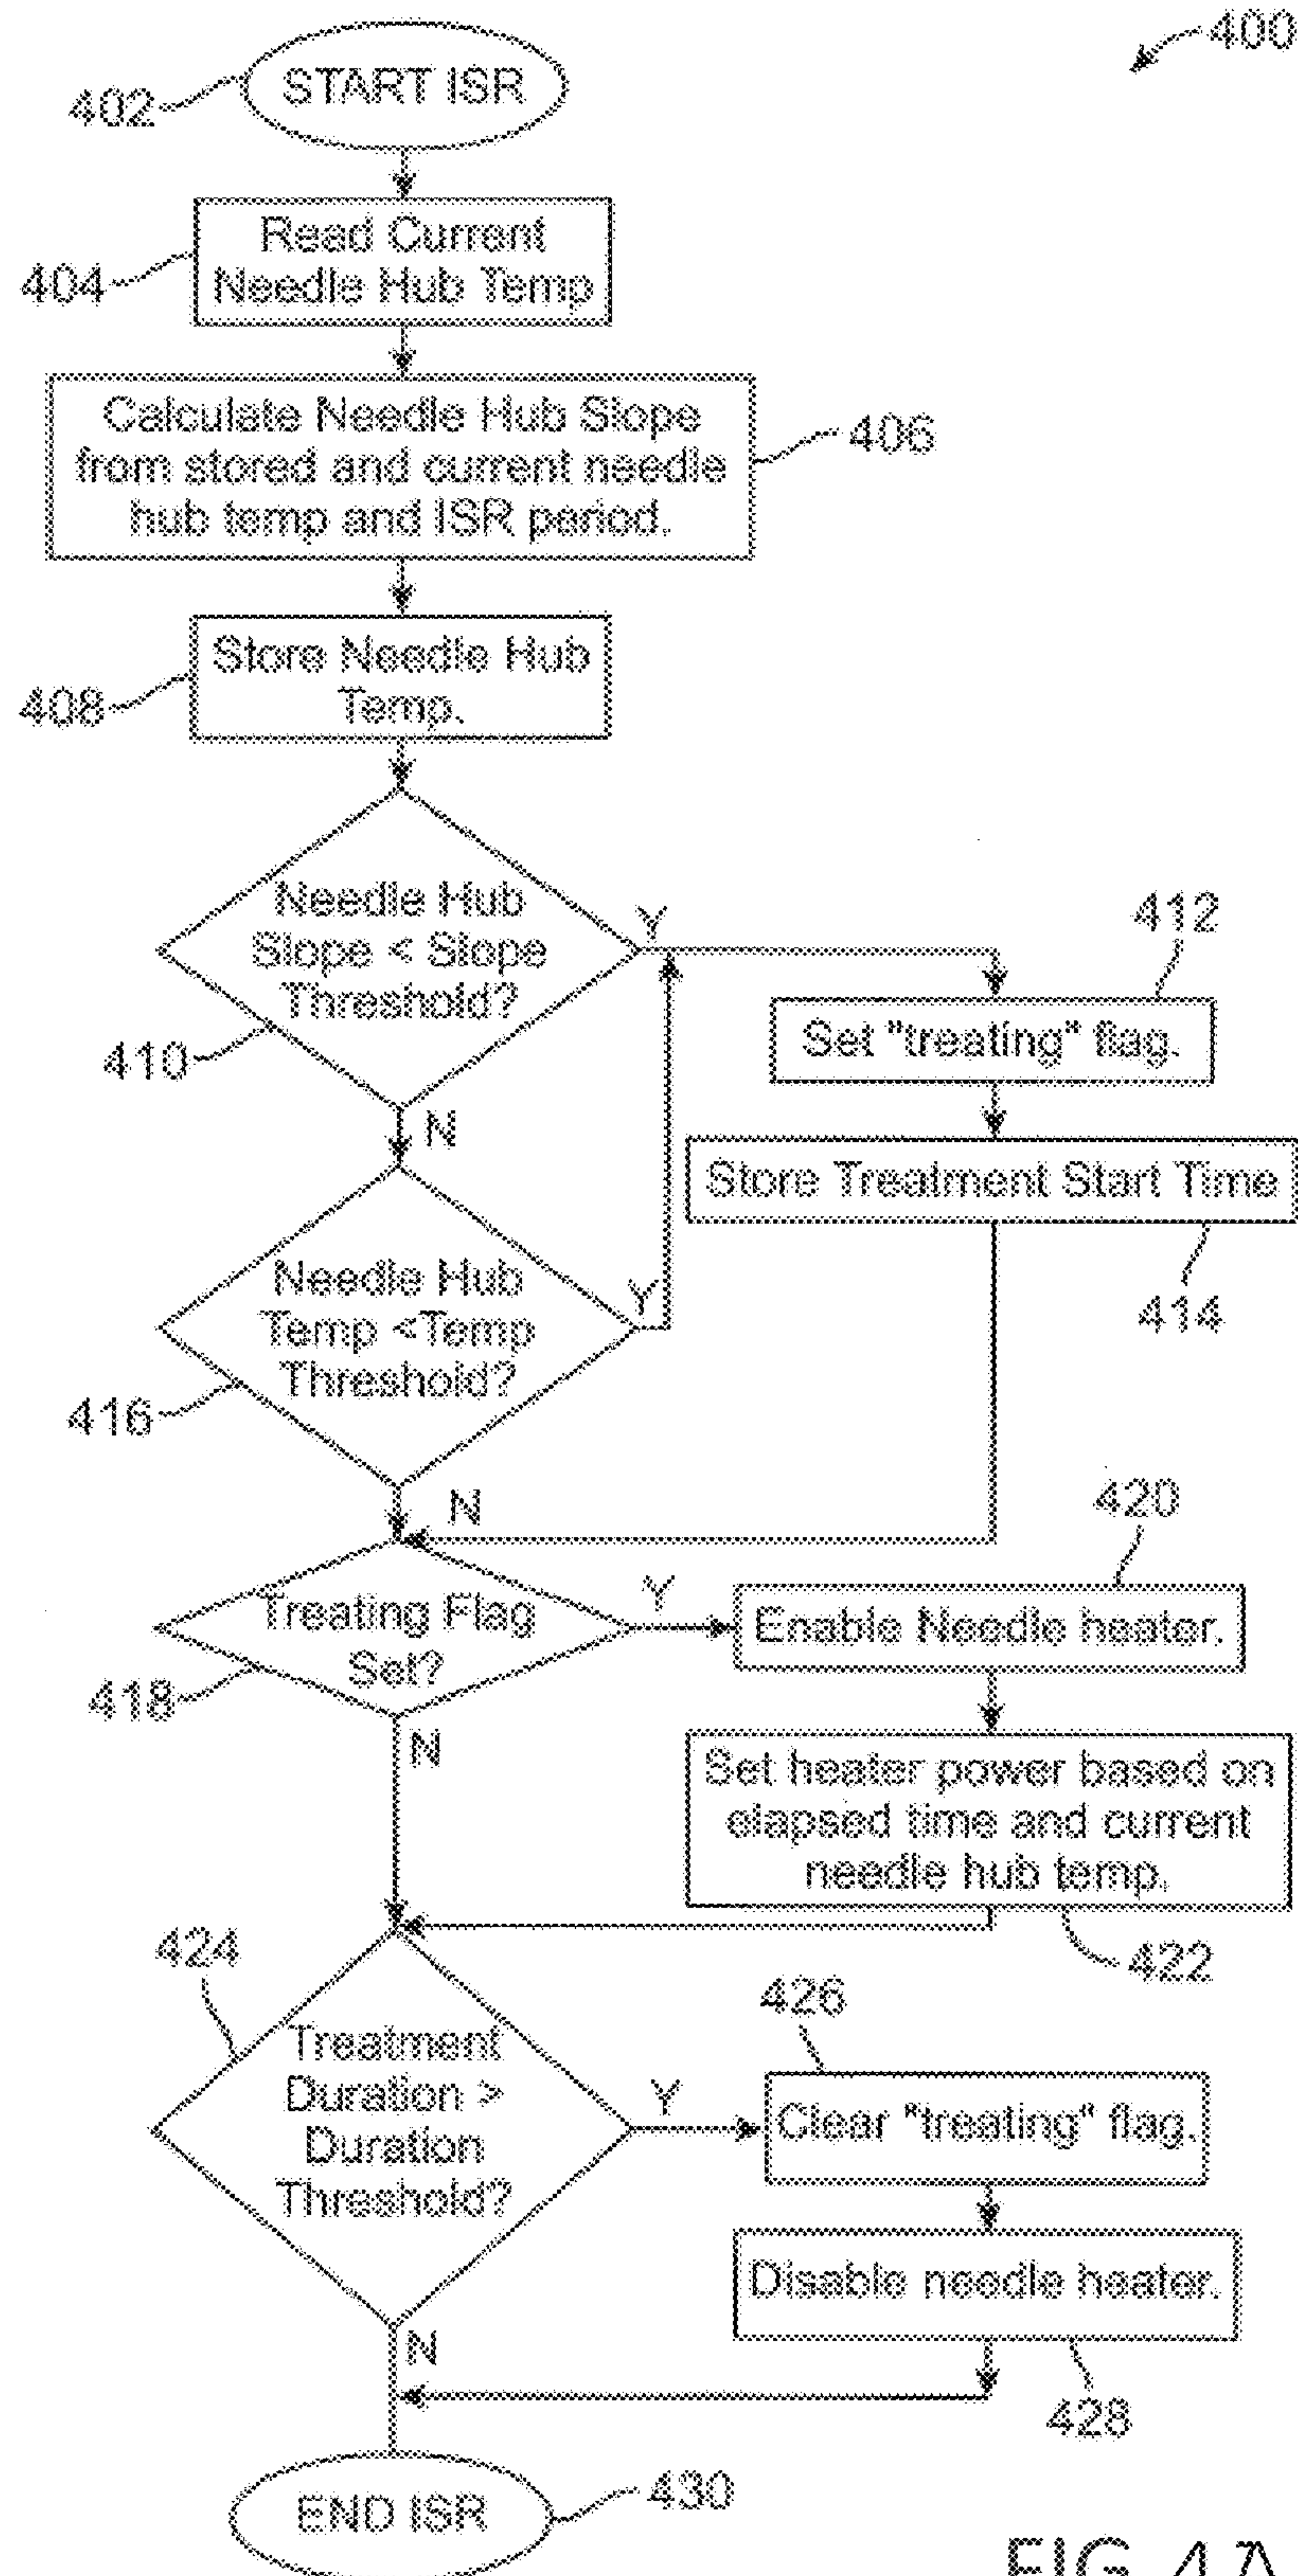 400
START ISR
402
Read Current
Needle Hub Temp
404
Calculate Needle Hub Slope
from stored and current needle
hub temp and ISR period.
406
Store Needle Hub
Temp.
408
Needle Hub
Slope < Slope
Threshold?
Y
410
N
412
Set "treating" flag.
Store Treatment Start Time
414
Needle Hub
Temp <Temp
Threshold?
Y
416
N
Treating Flag
Set?
Y
418
N
420
Enable Needle heater.
Set heater power based on
elapsed time and current
needle hub temp.
422
424
Treatment
Duration >
Duration
Threshold?
Y
N
426
Clear "treating" flag.
Disable needle heater.
428
END ISR
430
FIG. 4A